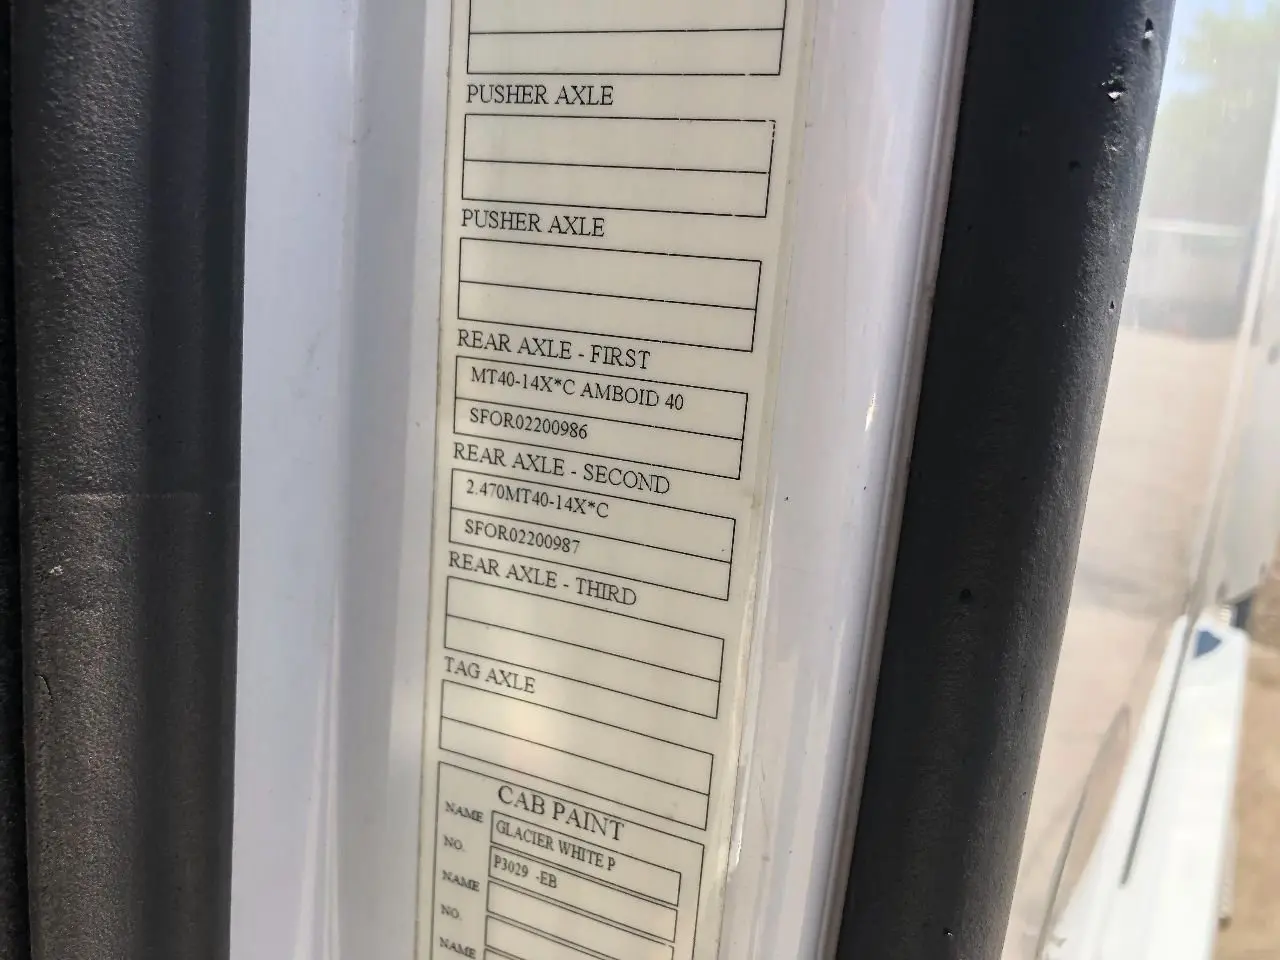 PUSHER AXLE
PUSHER AXLE
REAR AXLE - FIRST
MT40-14X*C AMBOID 40
SFOR02200986
REAR AXLE - SECOND
2.470MT40-14X*C
SFOR02200987
REAR AXLE - THIRD
TAG AXLE
CAB PAINT
NAME GLACIER WHITE P
NO. P3029 -EB
NAME
NO.
NAME